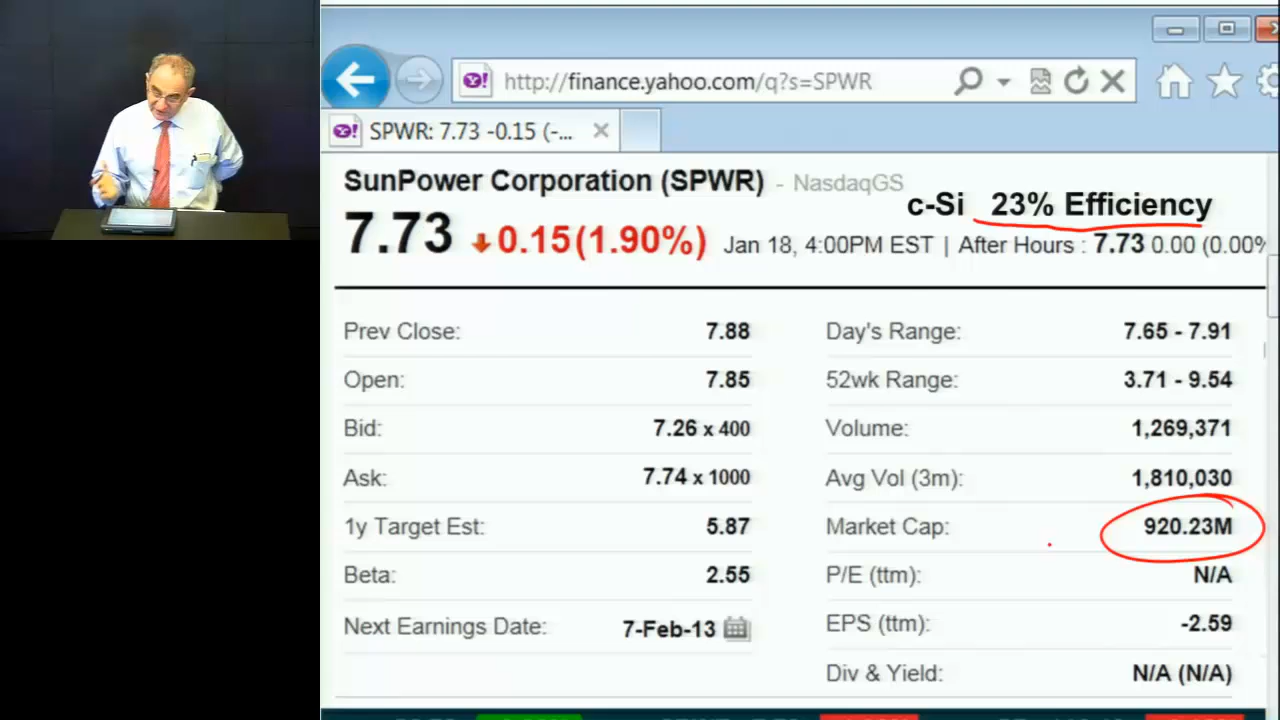 http://finance.yahoo.com/q?s=SPWR
Y! SPWR: 7.73 -0.15 (-...
SunPower Corporation (SPWR) - NasdaqGS
c-Si 23% Efficiency
7.73 0.15(1.90%) Jan 18, 4:00PM EST | After Hours : 7.73 0.00 (0.00%
Prev Close: 7.88 Day's Range: 7.65 - 7.91
Open: 7.85 52wk Range: 3.71 - 9.54
Bid: 7.26 x 400 Volume: 1,269,371
Ask: 7.74 x 1000 Avg Vol (3m): 1,810,030
1y Target Est: 5.87 Market Cap: 920.23M
Beta: 2.55 P/E (ttm): N/A
Next Earnings Date: 7-Feb-13 EPS (ttm): -2.59
Div & Yield: N/A (N/A)